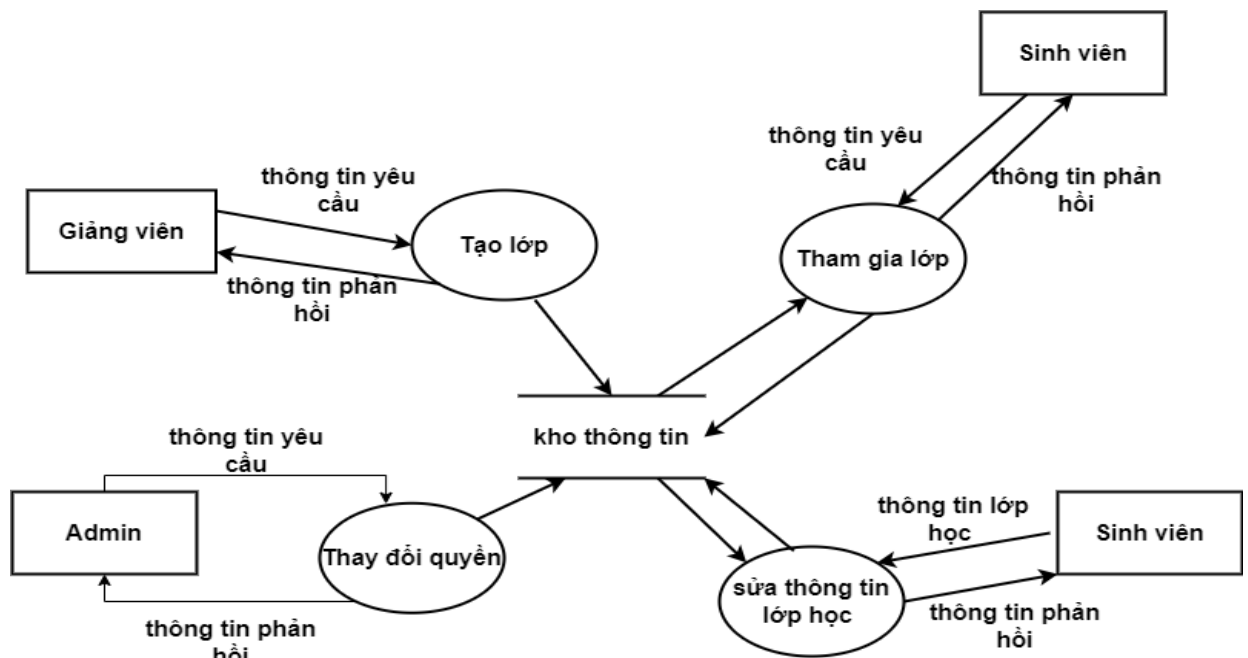 Sinh viên
thông tin yêu
cầu
thông tin phản
hồi
thông tin yêu
cầu
Giảng viên
Tạo lớp
Tham gia lớp
thông tin phản
hồi
kho thông tin
thông tin yêu
cầu
Admin
Thay đổi quyền
thông tin phản
hồi
thông tin lớp
học
Sinh viên
sửa thông tin
lớp học
thông tin phản
hồi